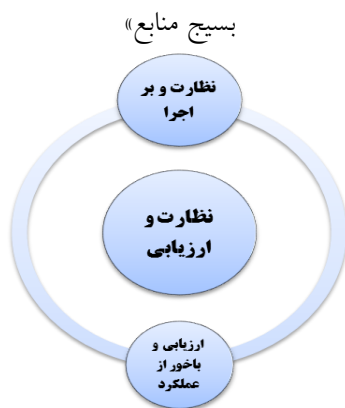 بسیج منابع»
نظارت و بر
اجرا
نظارت و
ارزیابی
ارزیابی و
باخور از
عملکرد